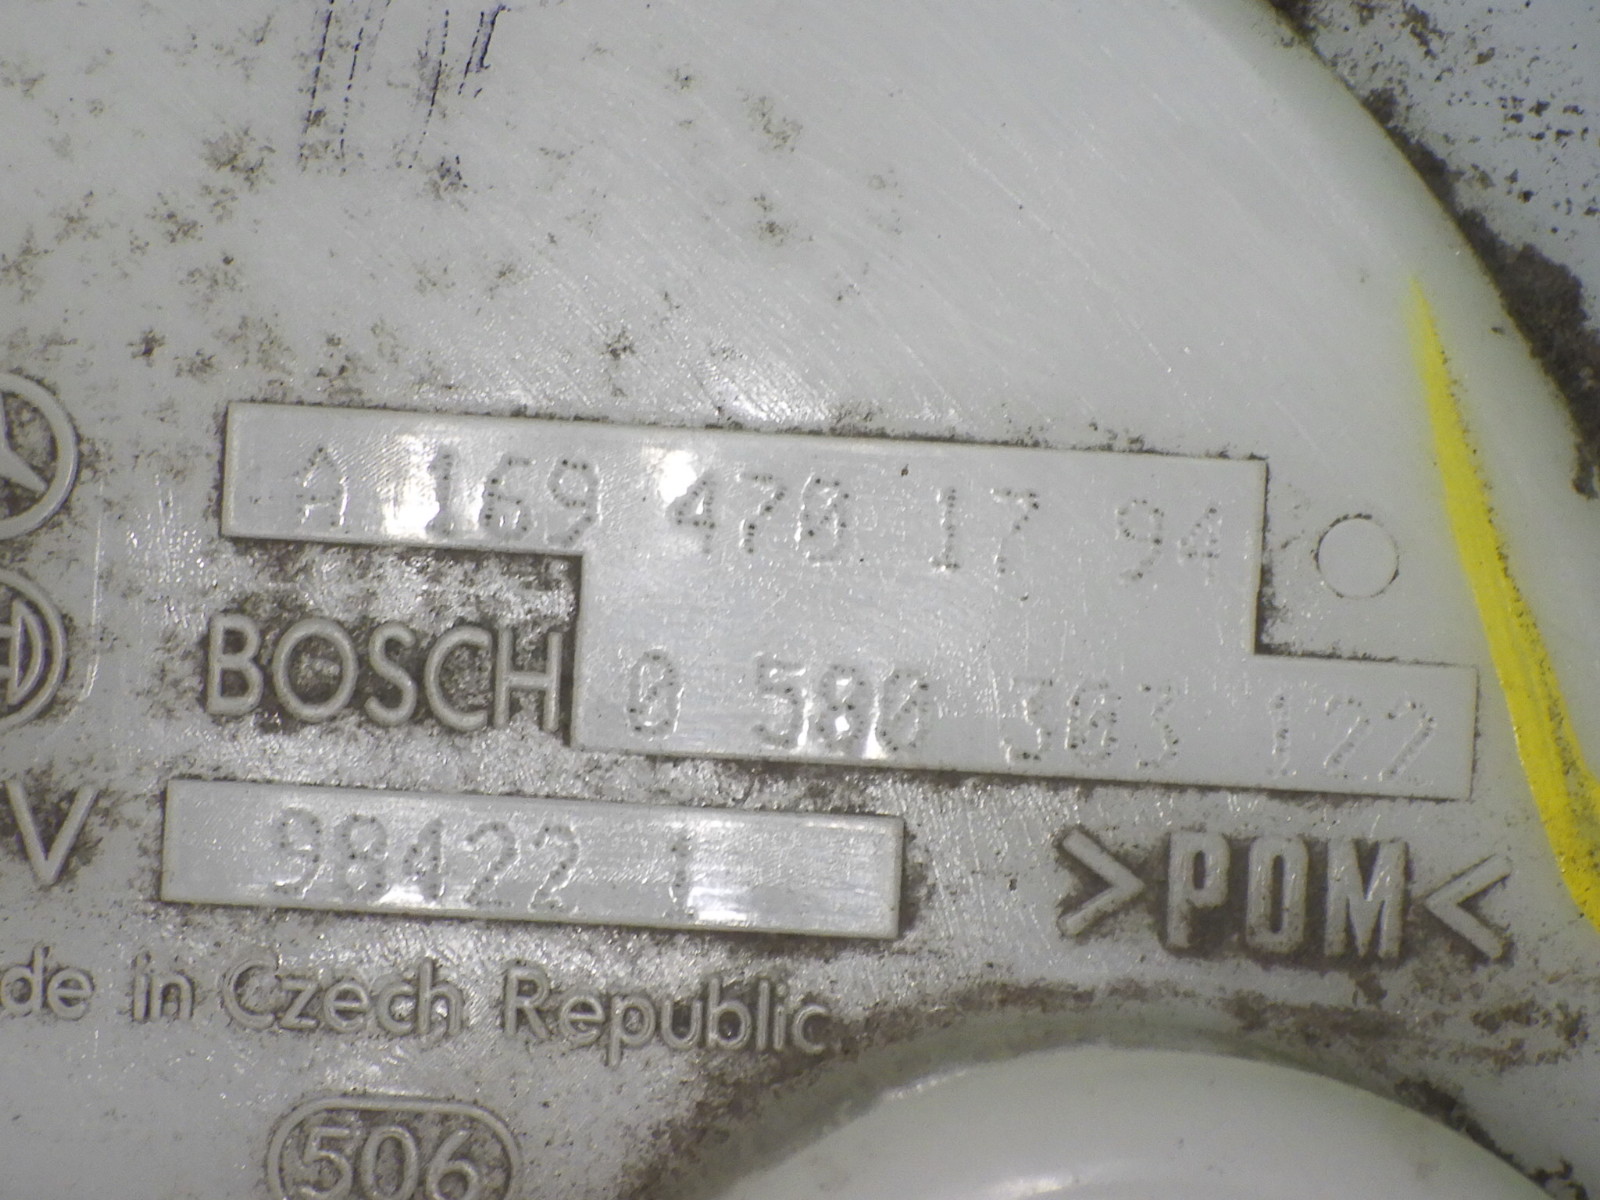 A 169 470 17 94
BOSCH 0 580 303 122
V 98422 1 >POM<
de in Czech Republic
506